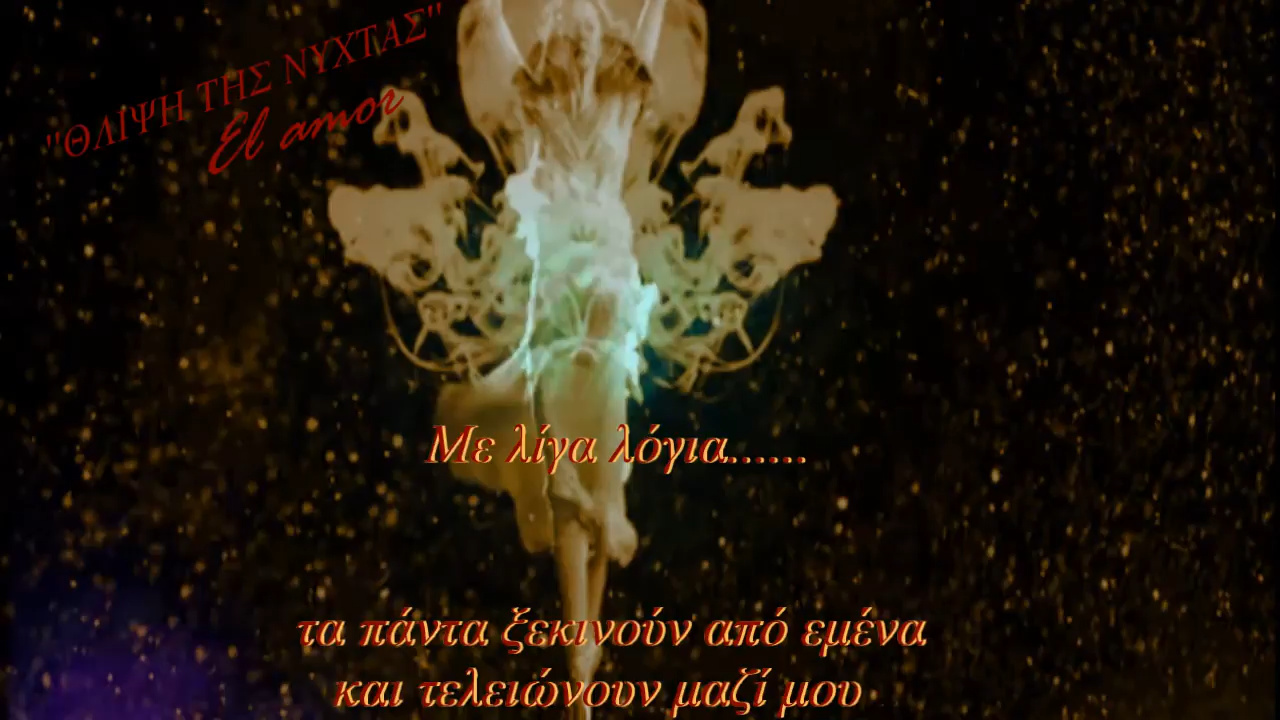 "ΘΛΙΨΗ ΤΗΣ ΝΥΧΤΑΣ"
El amor
Με λίγα λόγια......
τα πάντα ξεκινούν από εμένα
και τελειώνουν μαζί μου